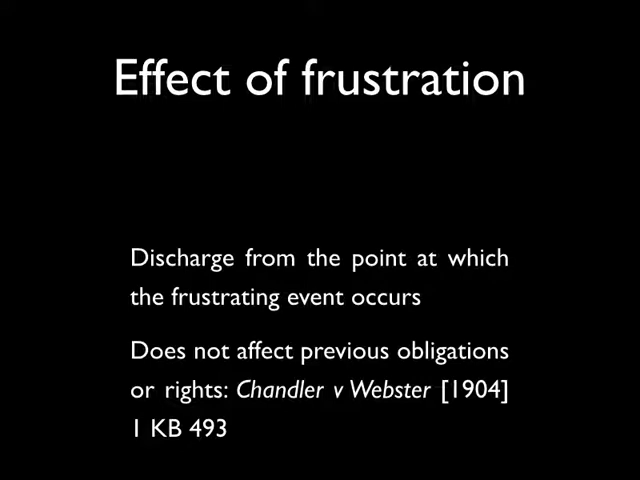 Effect of frustration
Discharge from the point at which
the frustrating event occurs
Does not affect previous obligations
or rights: Chandler v Webster [1904]
1 KB 493